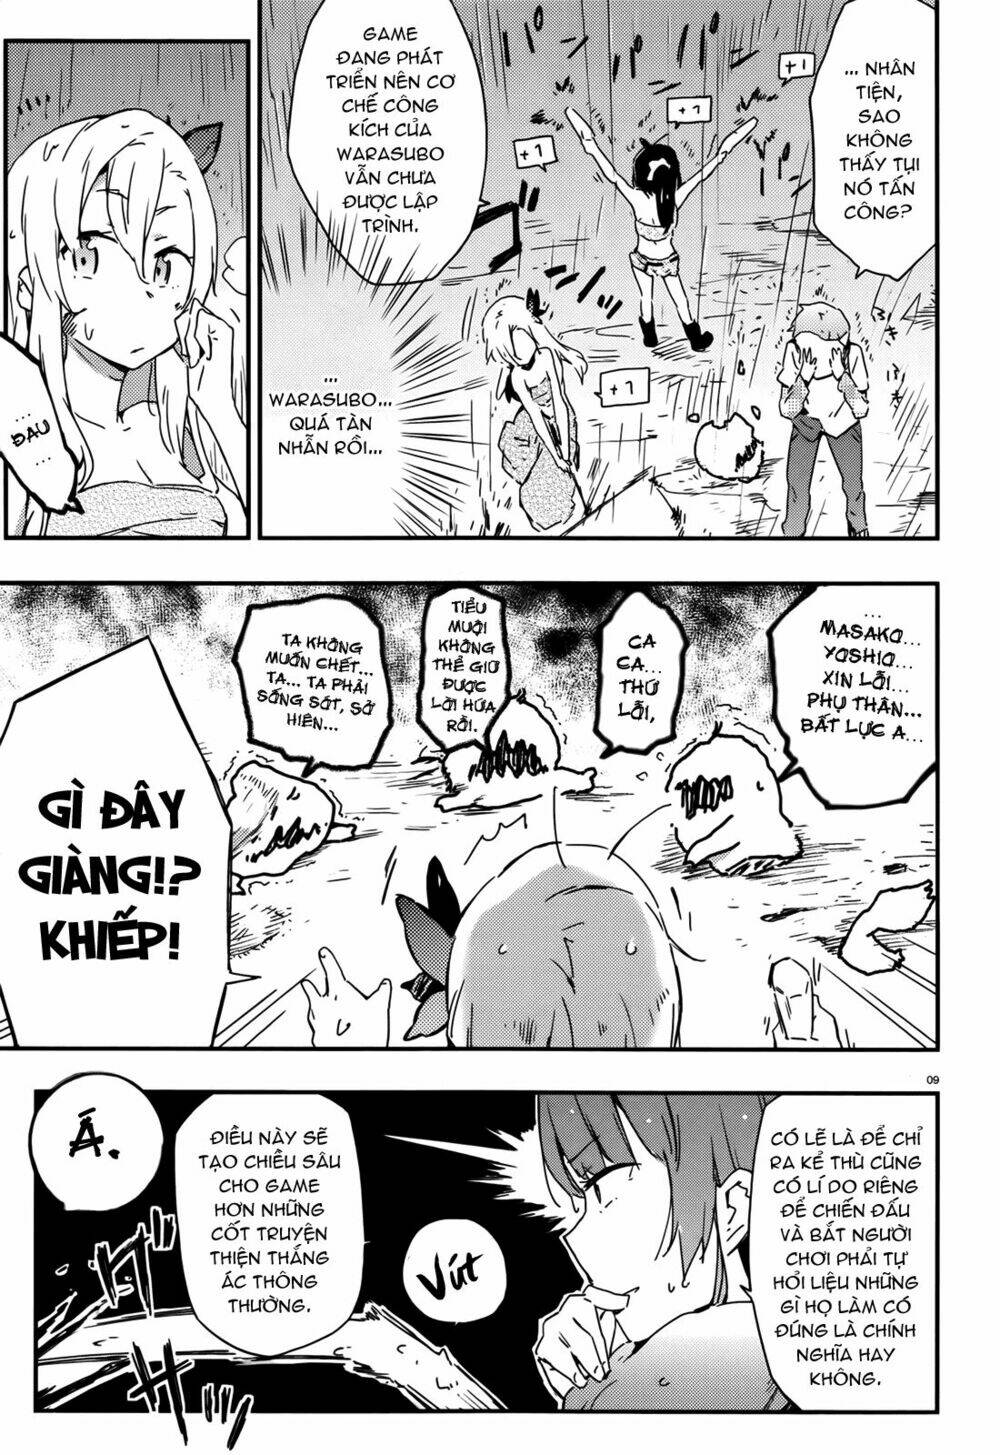 ... NHÂN
TIỆN,
SAO
KHÔNG
THẤY TỤI
NÓ TẤN
CÔNG?
+1
+1
+1
+1
GAME
ĐANG PHÁT
TRIỂN NÊN CƠ
CHẾ CÔNG
KÍCH CỦA
WARASUBO
VẪN CHƯA
ĐƯỢC LẬP
TRÌNH.
...
WARASUBO...
QUÁ TÀN
NHẪN RỒI...
...
ĐAU
...
...
MASAKO...
YOSHIO...
XIN LỖI...
PHỤ THÂN...
BẤT LỰC A...
CA
CA...
THỨ
LỖI,
TIỂU
MUỘI
KHÔNG
THỂ GIỮ
ĐƯỢC
LỜI HỨA
RỒI.
TA KHÔNG
MUỐN CHẾT...
TA... TA PHẢI
SỐNG SÓT, SỞ
HIÊN...
GÌ ĐÂY
GIÀNG!?
KHIẾP!
09
CÓ LẼ LÀ ĐỂ CHỈ
RA KẺ THÙ CŨNG
CÓ LÍ DO RIÊNG
ĐỂ CHIẾN ĐẤU
VÀ BẮT NGƯỜI
CHƠI PHẢI TỰ
HỎI LIỆU NHỮNG
GÌ HỌ LÀM CÓ
ĐÚNG LÀ CHÍNH
NGHĨA HAY
KHÔNG.
ĐIỀU NÀY SẼ
TẠO CHIỀU SÂU
CHO GAME
HƠN NHỮNG
CỐT TRUYỆN
THIỆN THẮNG
ÁC THÔNG
THƯỜNG.
VÚT
Á.